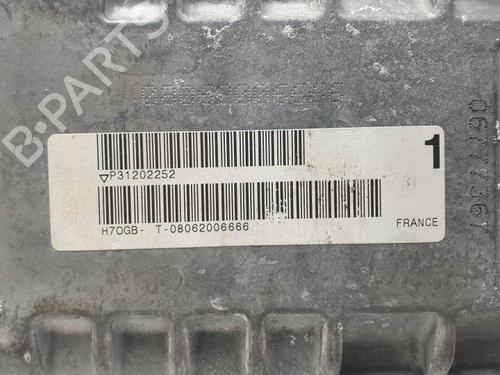 B-PARTS
1
▽P31202252
H7OGB- T-08062006666
FRANCE